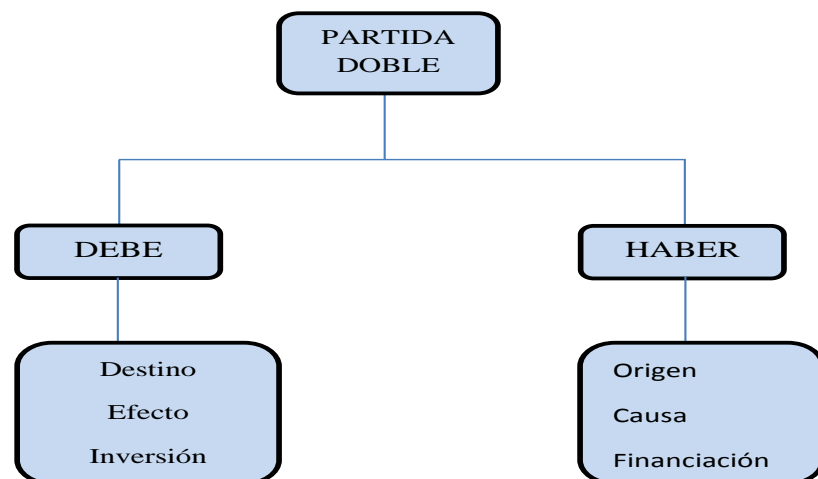 PARTIDA
DOBLE
DEBE
HABER
Destino
Efecto
Inversión
Origen
Causa
Financiación